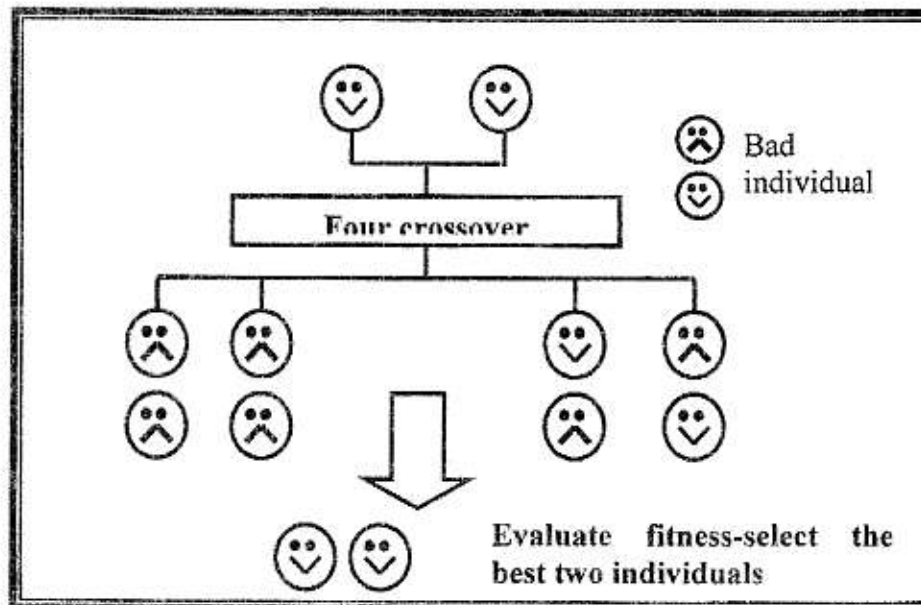 Bad
individual
Four crossover
Evaluate fitness-select the
best two individuals